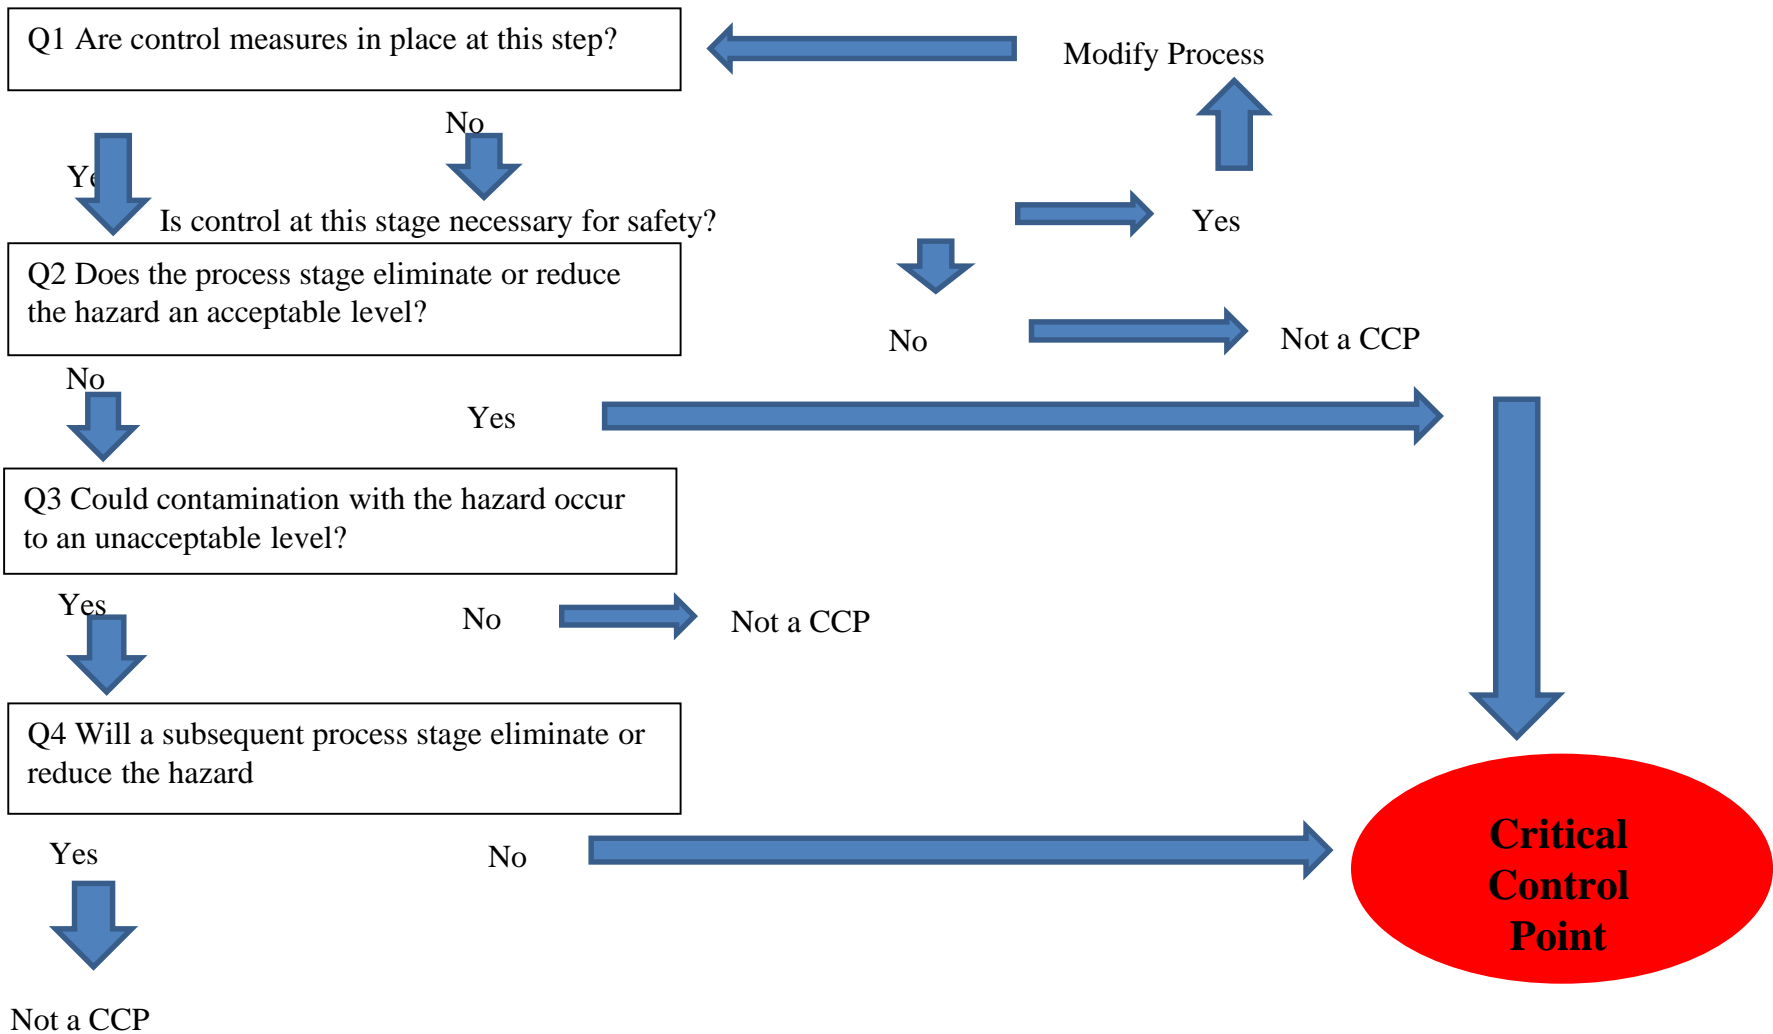 Q1 Are control measures in place at this step?
Modify Process
No
Is control at this stage necessary for safety?
Yes
Q2 Does the process stage eliminate or reduce
the hazard an acceptable level?
No
Not a CCP
No
Yes
Q3 Could contamination with the hazard occur
to an unacceptable level?
Yes
No
Not a CCP
Q4 Will a subsequent process stage eliminate or
reduce the hazard
Yes
No
Critical
Control
Point
Not a CCP